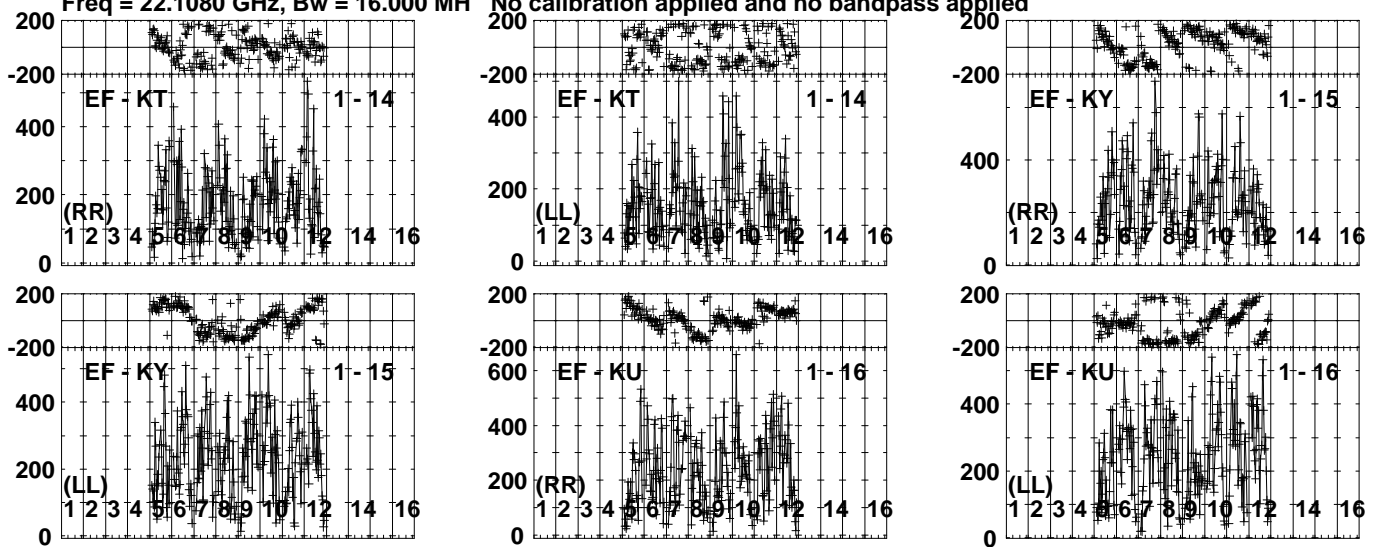 Freq = 22.1080 GHz, Bw = 16.000 MH No calibration applied and no bandpass applied
200
-200
EF - KT 1 - 14
400
200
(RR)
1 2 3 4 5 6 7 8 9 10 12 14 16
0
200
-200
EF - KT 1 - 14
400
200
(LL)
1 2 3 4 5 6 7 8 9 10 12 14 16
0
200
-200
EF - KY 1 - 15
400
(RR)
1 2 3 4 5 6 7 8 9 10 12 14 16
0
200
-200
EF - KY 1 - 15
400
200
(LL)
1 2 3 4 5 6 7 8 9 10 12 14 16
0
200
-200
EF - KU 1 - 16
600
400
200
(RR)
1 2 3 4 5 6 7 8 9 10 12 14 16
0
200
-200
EF - KU 1 - 16
400
200
(LL)
1 2 3 4 5 6 7 8 9 10 12 14 16
0